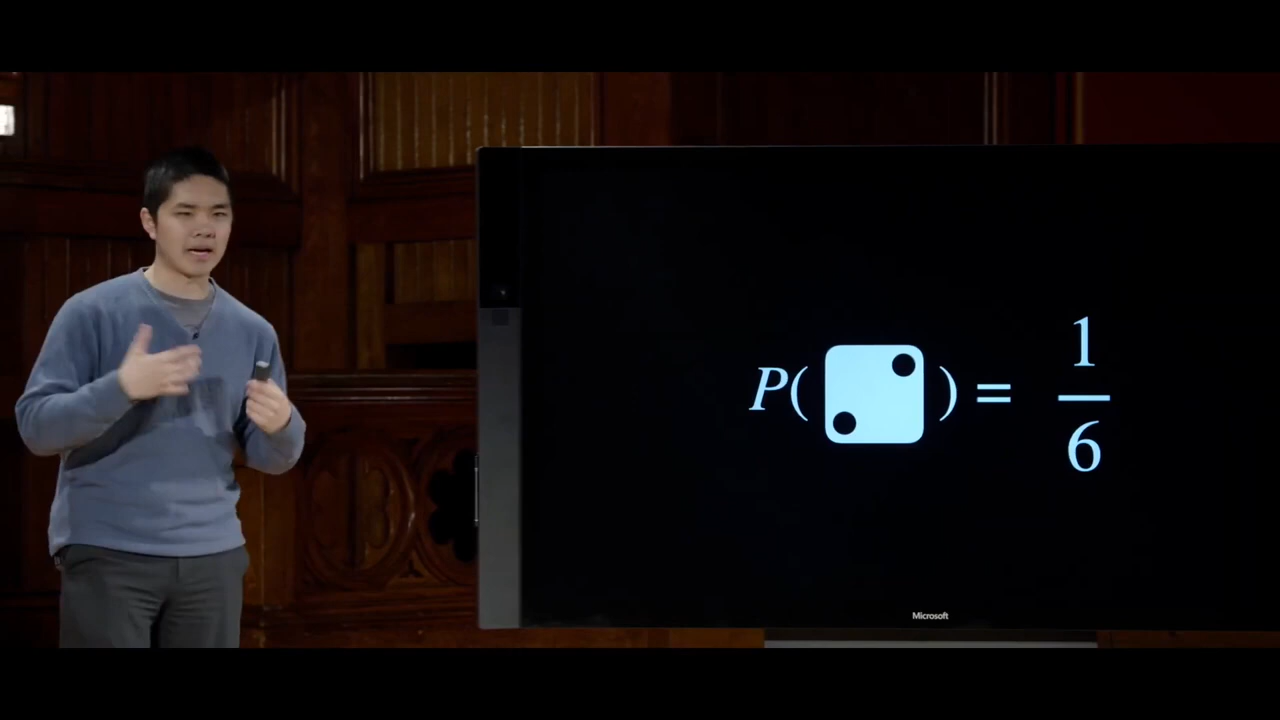 P( ) = 1/6
Microsoft